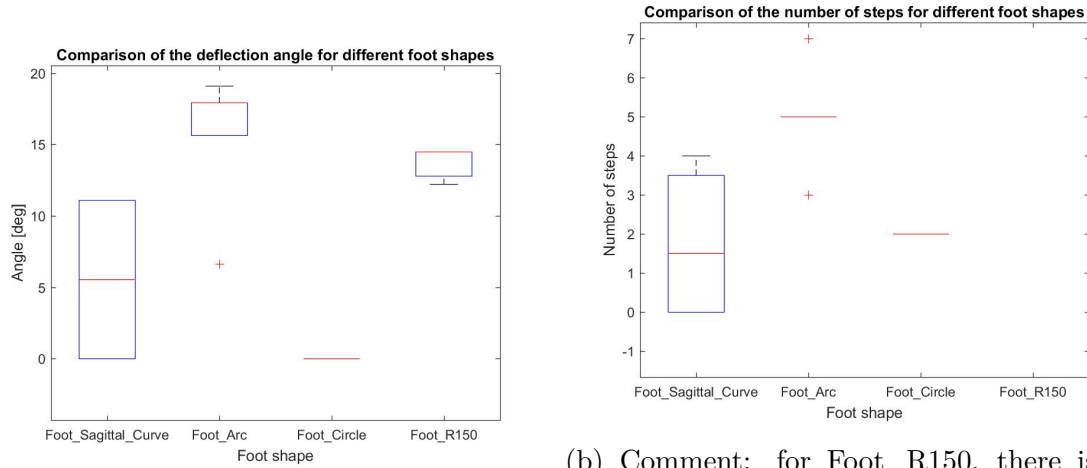 Comparison of the deflection angle for different foot shapes
20
15
10
5
0
Angle [deg]
Foot_Sagittal_Curve Foot_Arc Foot_Circle Foot_R150
Foot shape
Comparison of the number of steps for different foot shapes
7
6
5
4
3
2
1
0
-1
Number of steps
Foot_Sagittal_Curve Foot_Arc Foot_Circle Foot_R150
Foot shape
(b) Comment: for Foot_R150, there is